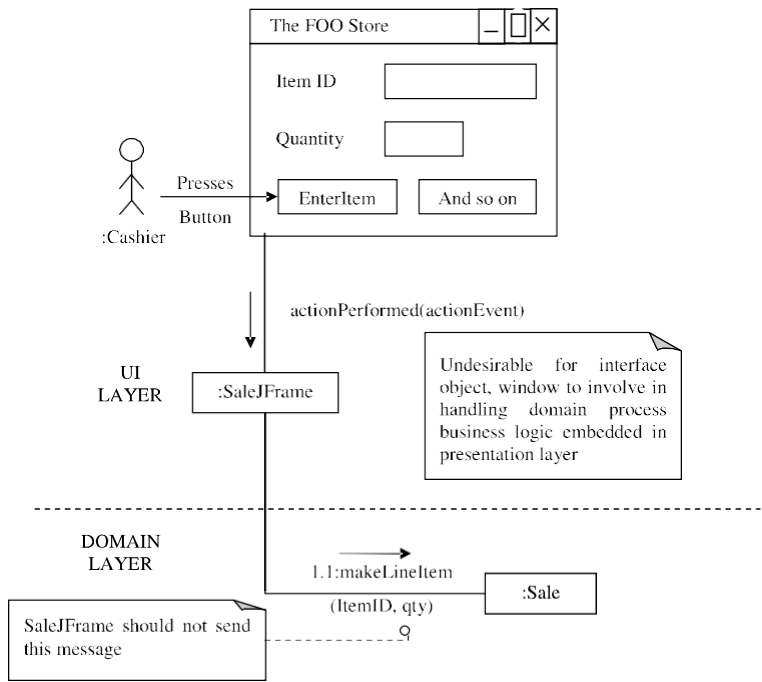 The FOO Store
Item ID
Quantity
Presses
Button
EnterItem
And so on
:Cashier
actionPerformed(actionEvent)
UI
LAYER
:SaleJFrame
Undesirable for interface
object, window to involve in
handling domain process
business logic embedded in
presentation layer
DOMAIN
LAYER
1.1:makeLineItem
(ItemID, qty)
:Sale
SaleJFrame should not send
this message